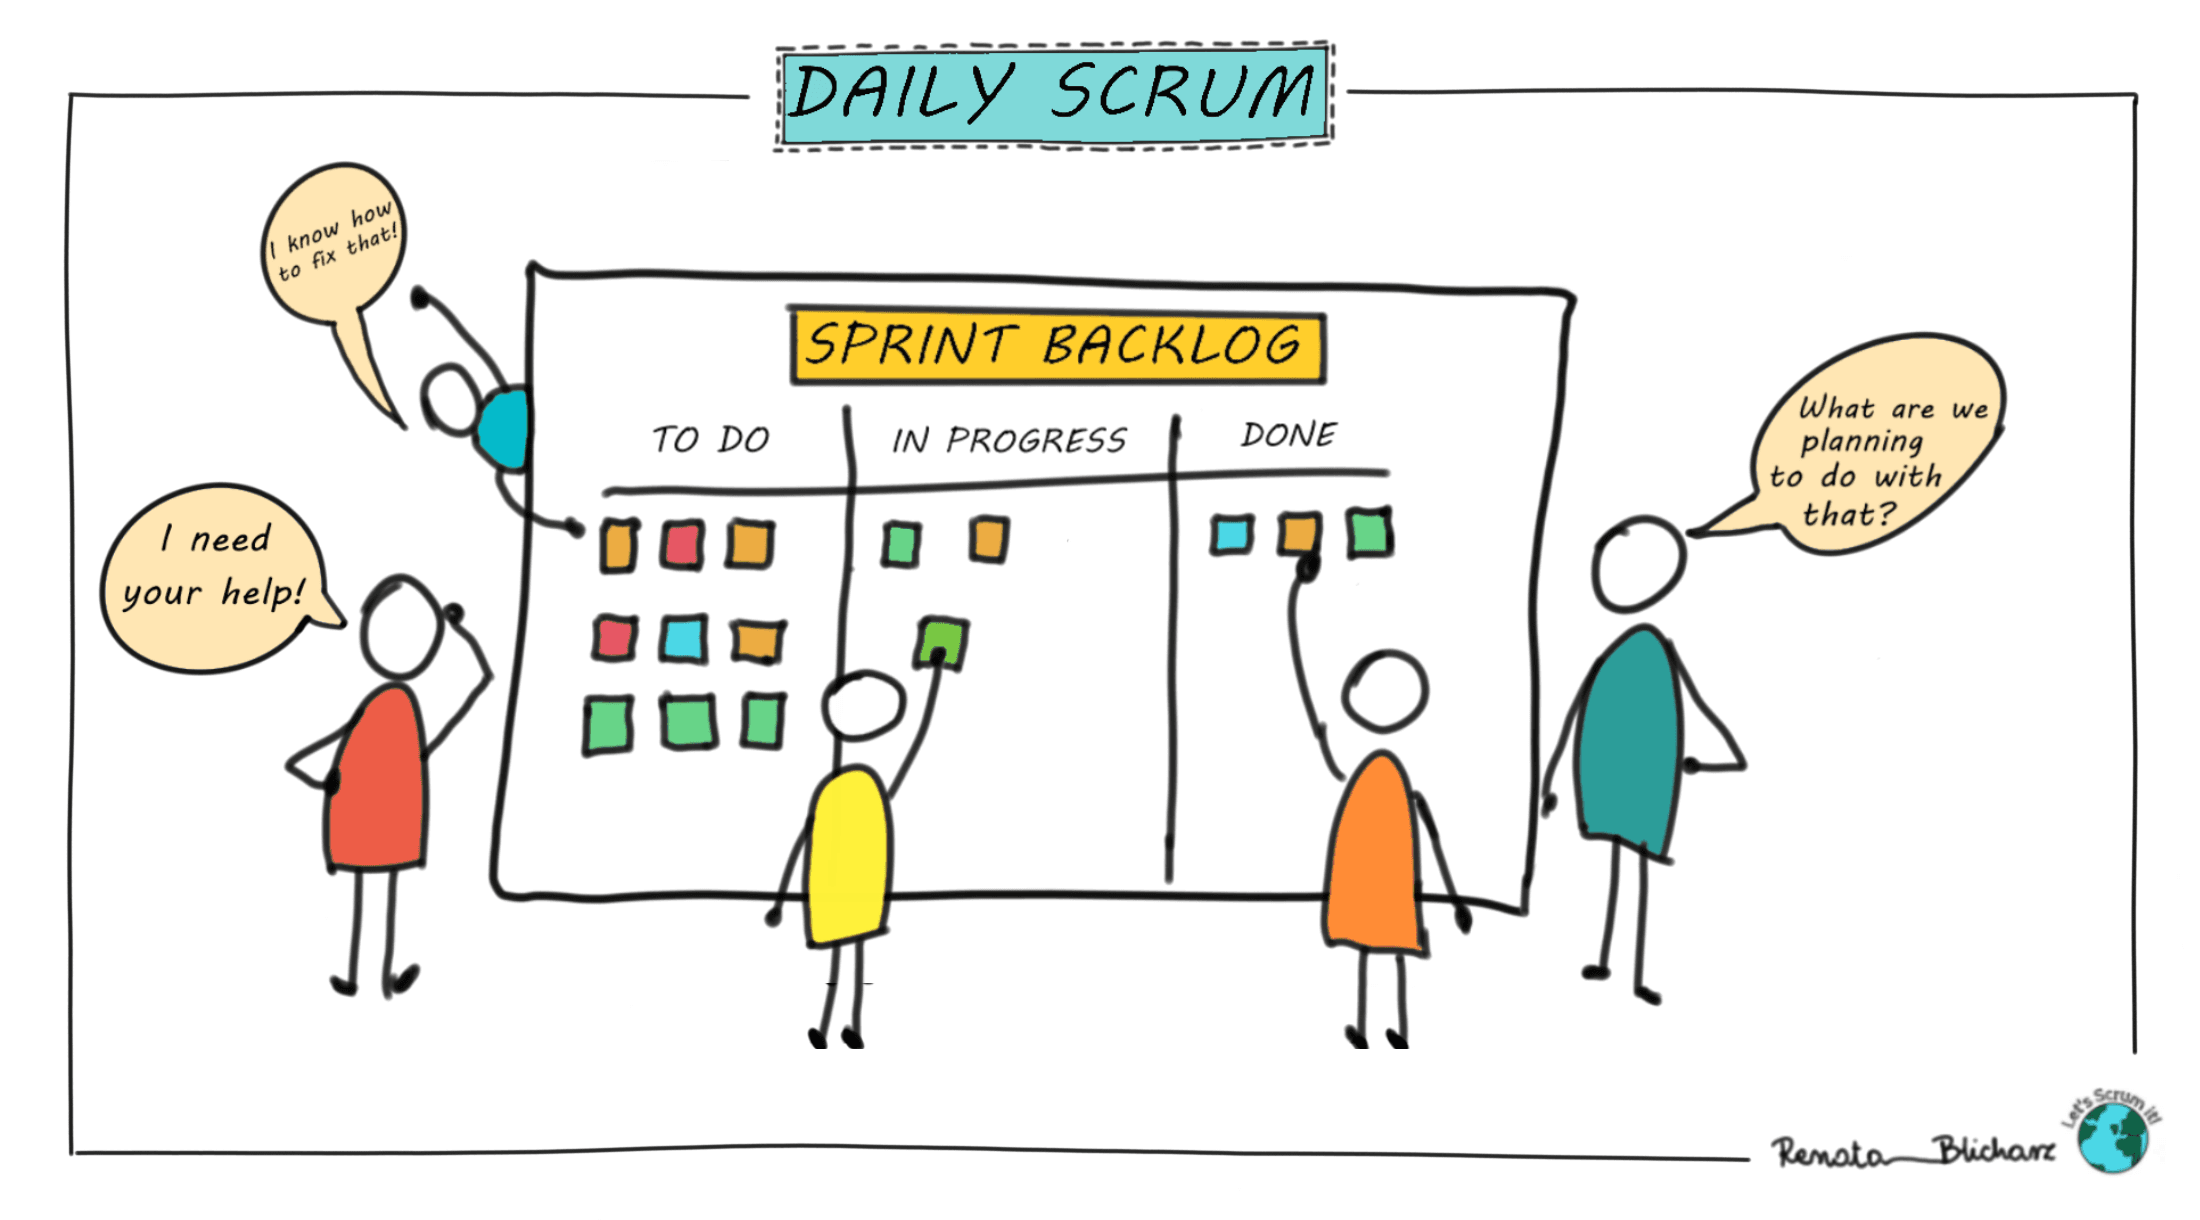 DAILY SCRUM
I know how
to fix that!
SPRINT BACKLOG
TO DO
IN PROGRESS
DONE
I need
your help!
What are we
planning
to do with
that?
Renata Blicharz
Let's Scrum it!